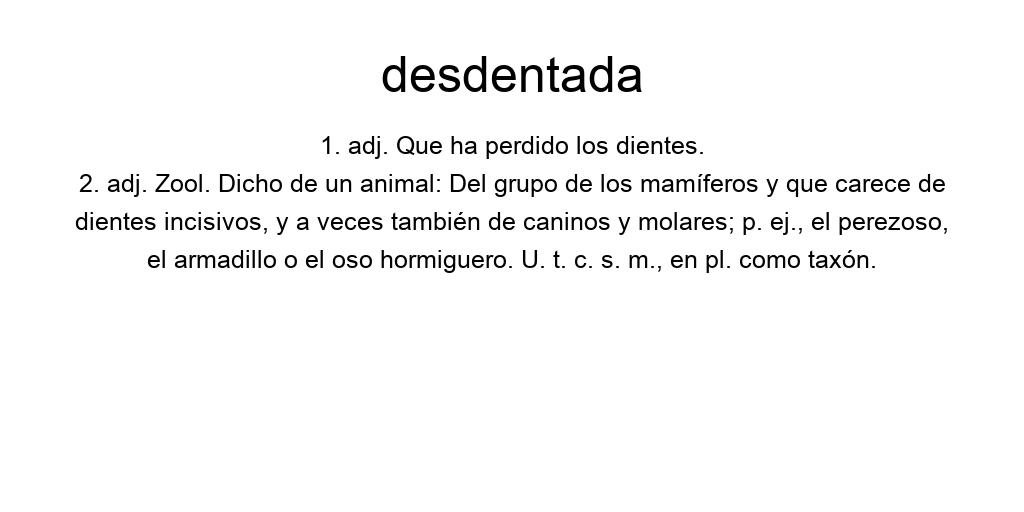 desdentada
1. adj. Que ha perdido los dientes.
2. adj. Zool. Dicho de un animal: Del grupo de los mamíferos y que carece de
dientes incisivos, y a veces también de caninos y molares; p. ej., el perezoso,
el armadillo o el oso hormiguero. U. t. c. s. m., en pl. como taxón.